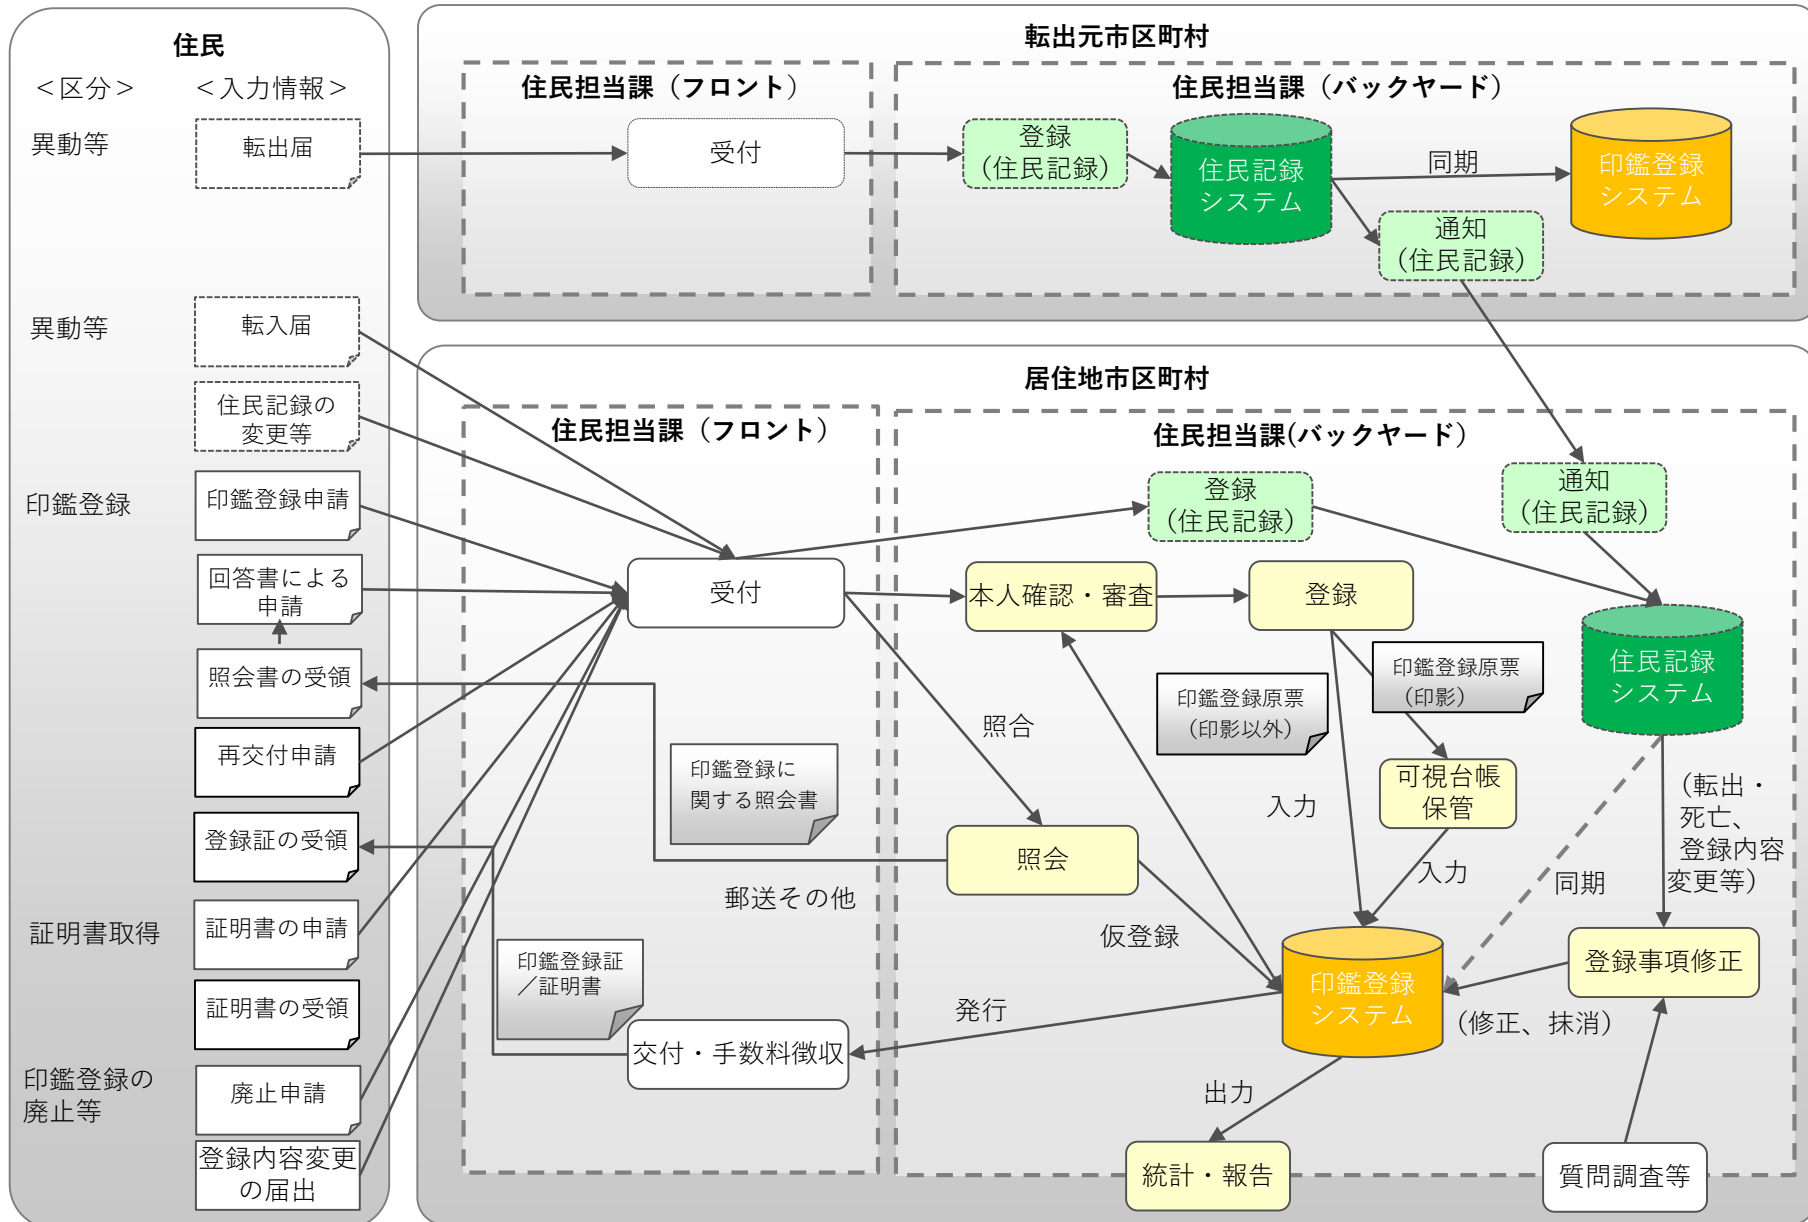 住民
＜区分＞
＜入力情報＞
異動等
転出届
異動等
転入届
住民記録の
変更等
印鑑登録
印鑑登録申請
回答書による
申請
照会書の受領
再交付申請
登録証の受領
証明書取得
証明書の申請
証明書の受領
印鑑登録の
廃止等
廃止申請
登録内容変更
の届出
転出元市区町村
住民担当課（フロント）
受付
住民担当課（バックヤード）
登録
（住民記録）
住民記録
システム
同期
印鑑登録
システム
通知
（住民記録）
居住地市区町村
住民担当課（フロント）
受付
照合
印鑑登録に
関する照会書
郵送その他
印鑑登録証
／証明書
交付・手数料徴収
住民担当課(バックヤード）
登録
（住民記録）
通知
（住民記録）
本人確認・審査
登録
住民記録
システム
印鑑登録原票
（印影以外）
印鑑登録原票
（印影）
可視台帳
保管
入力
入力
照会
仮登録
発行
同期
（転出・
死亡、
登録内容
変更等）
印鑑登録
システム
登録事項修正
（修正、抹消）
出力
統計・報告
質問調査等